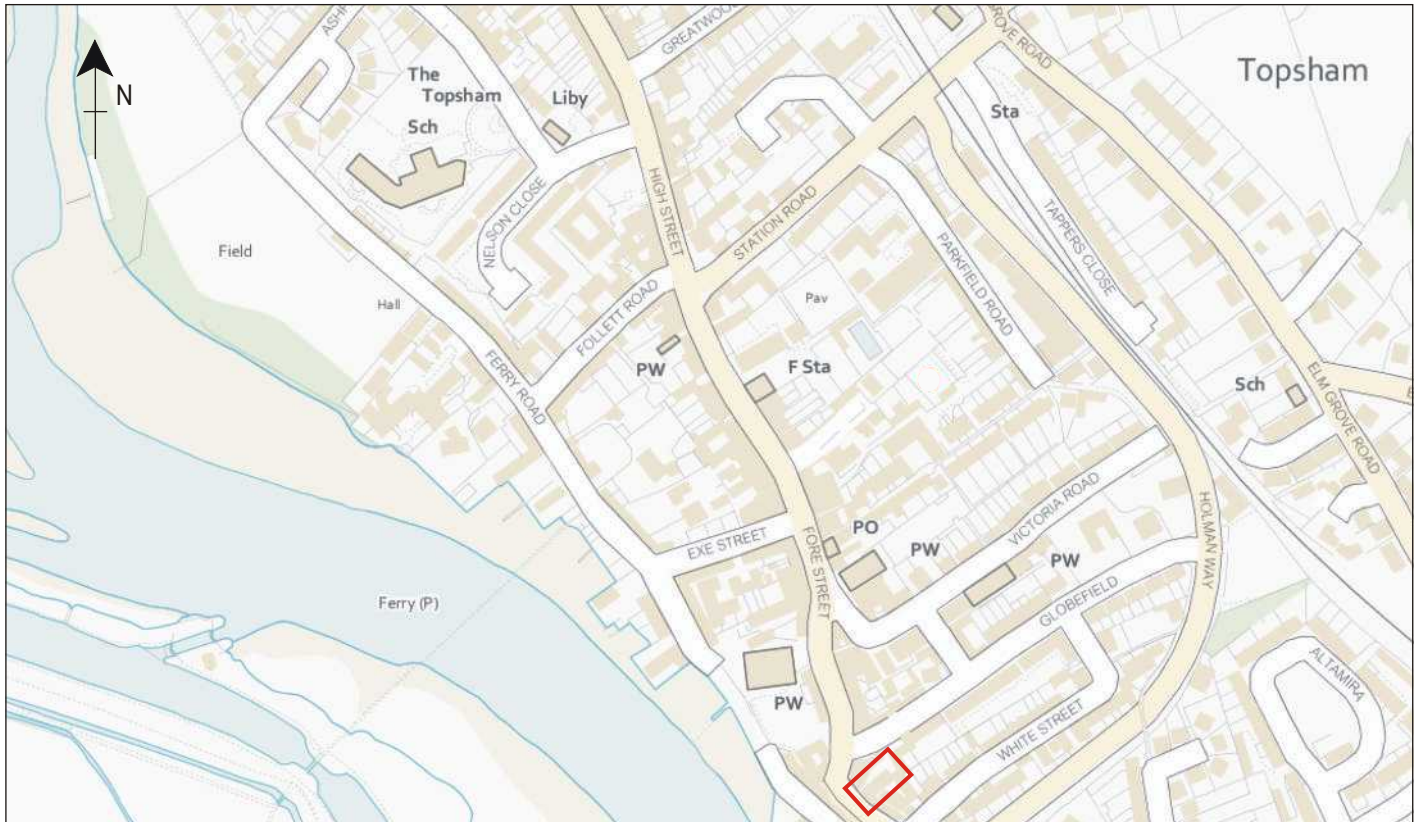 N
ASHF
The
Topsham
Sch
Liby
GREATWOO
GROVE ROAD
Topsham
Sta
HIGH STREET
STATION ROAD
NELSON CLOSE
PARKFIELD ROAD
TAPPERS CLOSE
Field
Hall
FOLLETT ROAD
Pav
PW
F Sta
FERRY ROAD
Sch
ELM GROVE ROAD
E
VICTORIA ROAD
HOLMAN WAY
EXE STREET
FORE STREET
PO
PW
PW
GLOBEFIELD
Ferry (P)
ALTAMIRA
PW
WHITE STREET